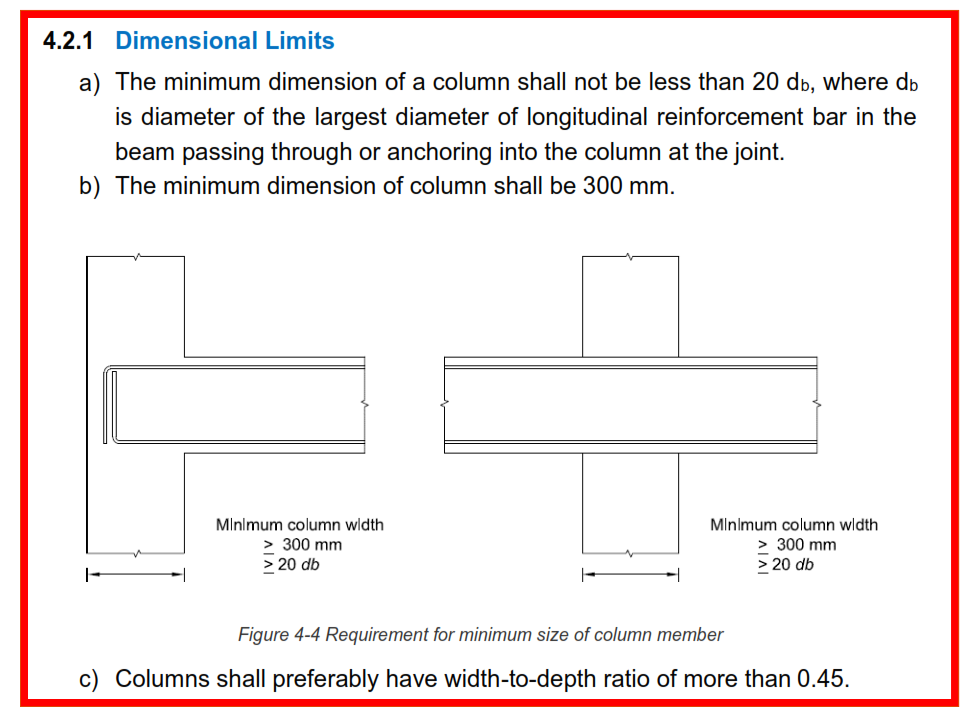 4.2.1 Dimensional Limits
a) The minimum dimension of a column shall not be less than 20 db, where db
is diameter of the largest diameter of longitudinal reinforcement bar in the
beam passing through or anchoring into the column at the joint.
b) The minimum dimension of column shall be 300 mm.
Minimum column width
≥ 300 mm
≥ 20 db
Minimum column width
≥ 300 mm
≥ 20 db
Figure 4-4 Requirement for minimum size of column member
c) Columns shall preferably have width-to-depth ratio of more than 0.45.